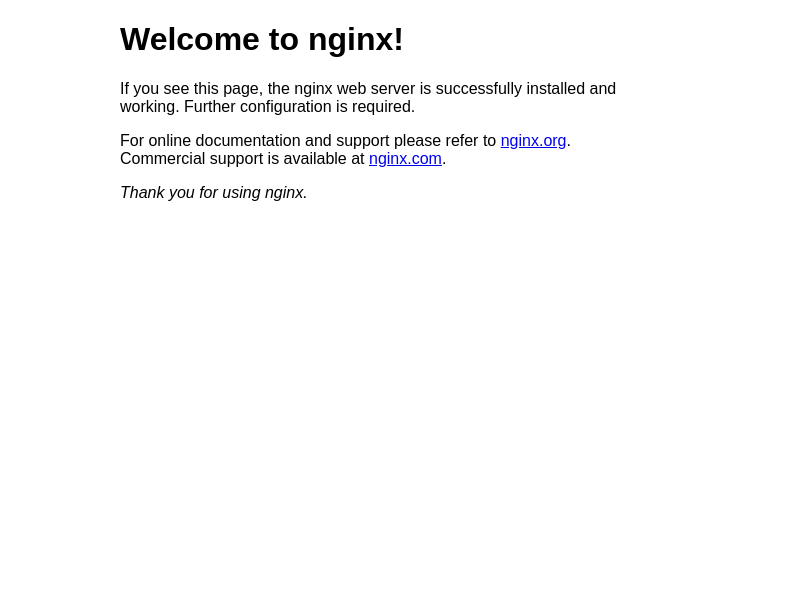 Welcome to nginx!
If you see this page, the nginx web server is successfully installed and
working. Further configuration is required.
For online documentation and support please refer to nginx.org.
Commercial support is available at nginx.com.
Thank you for using nginx.